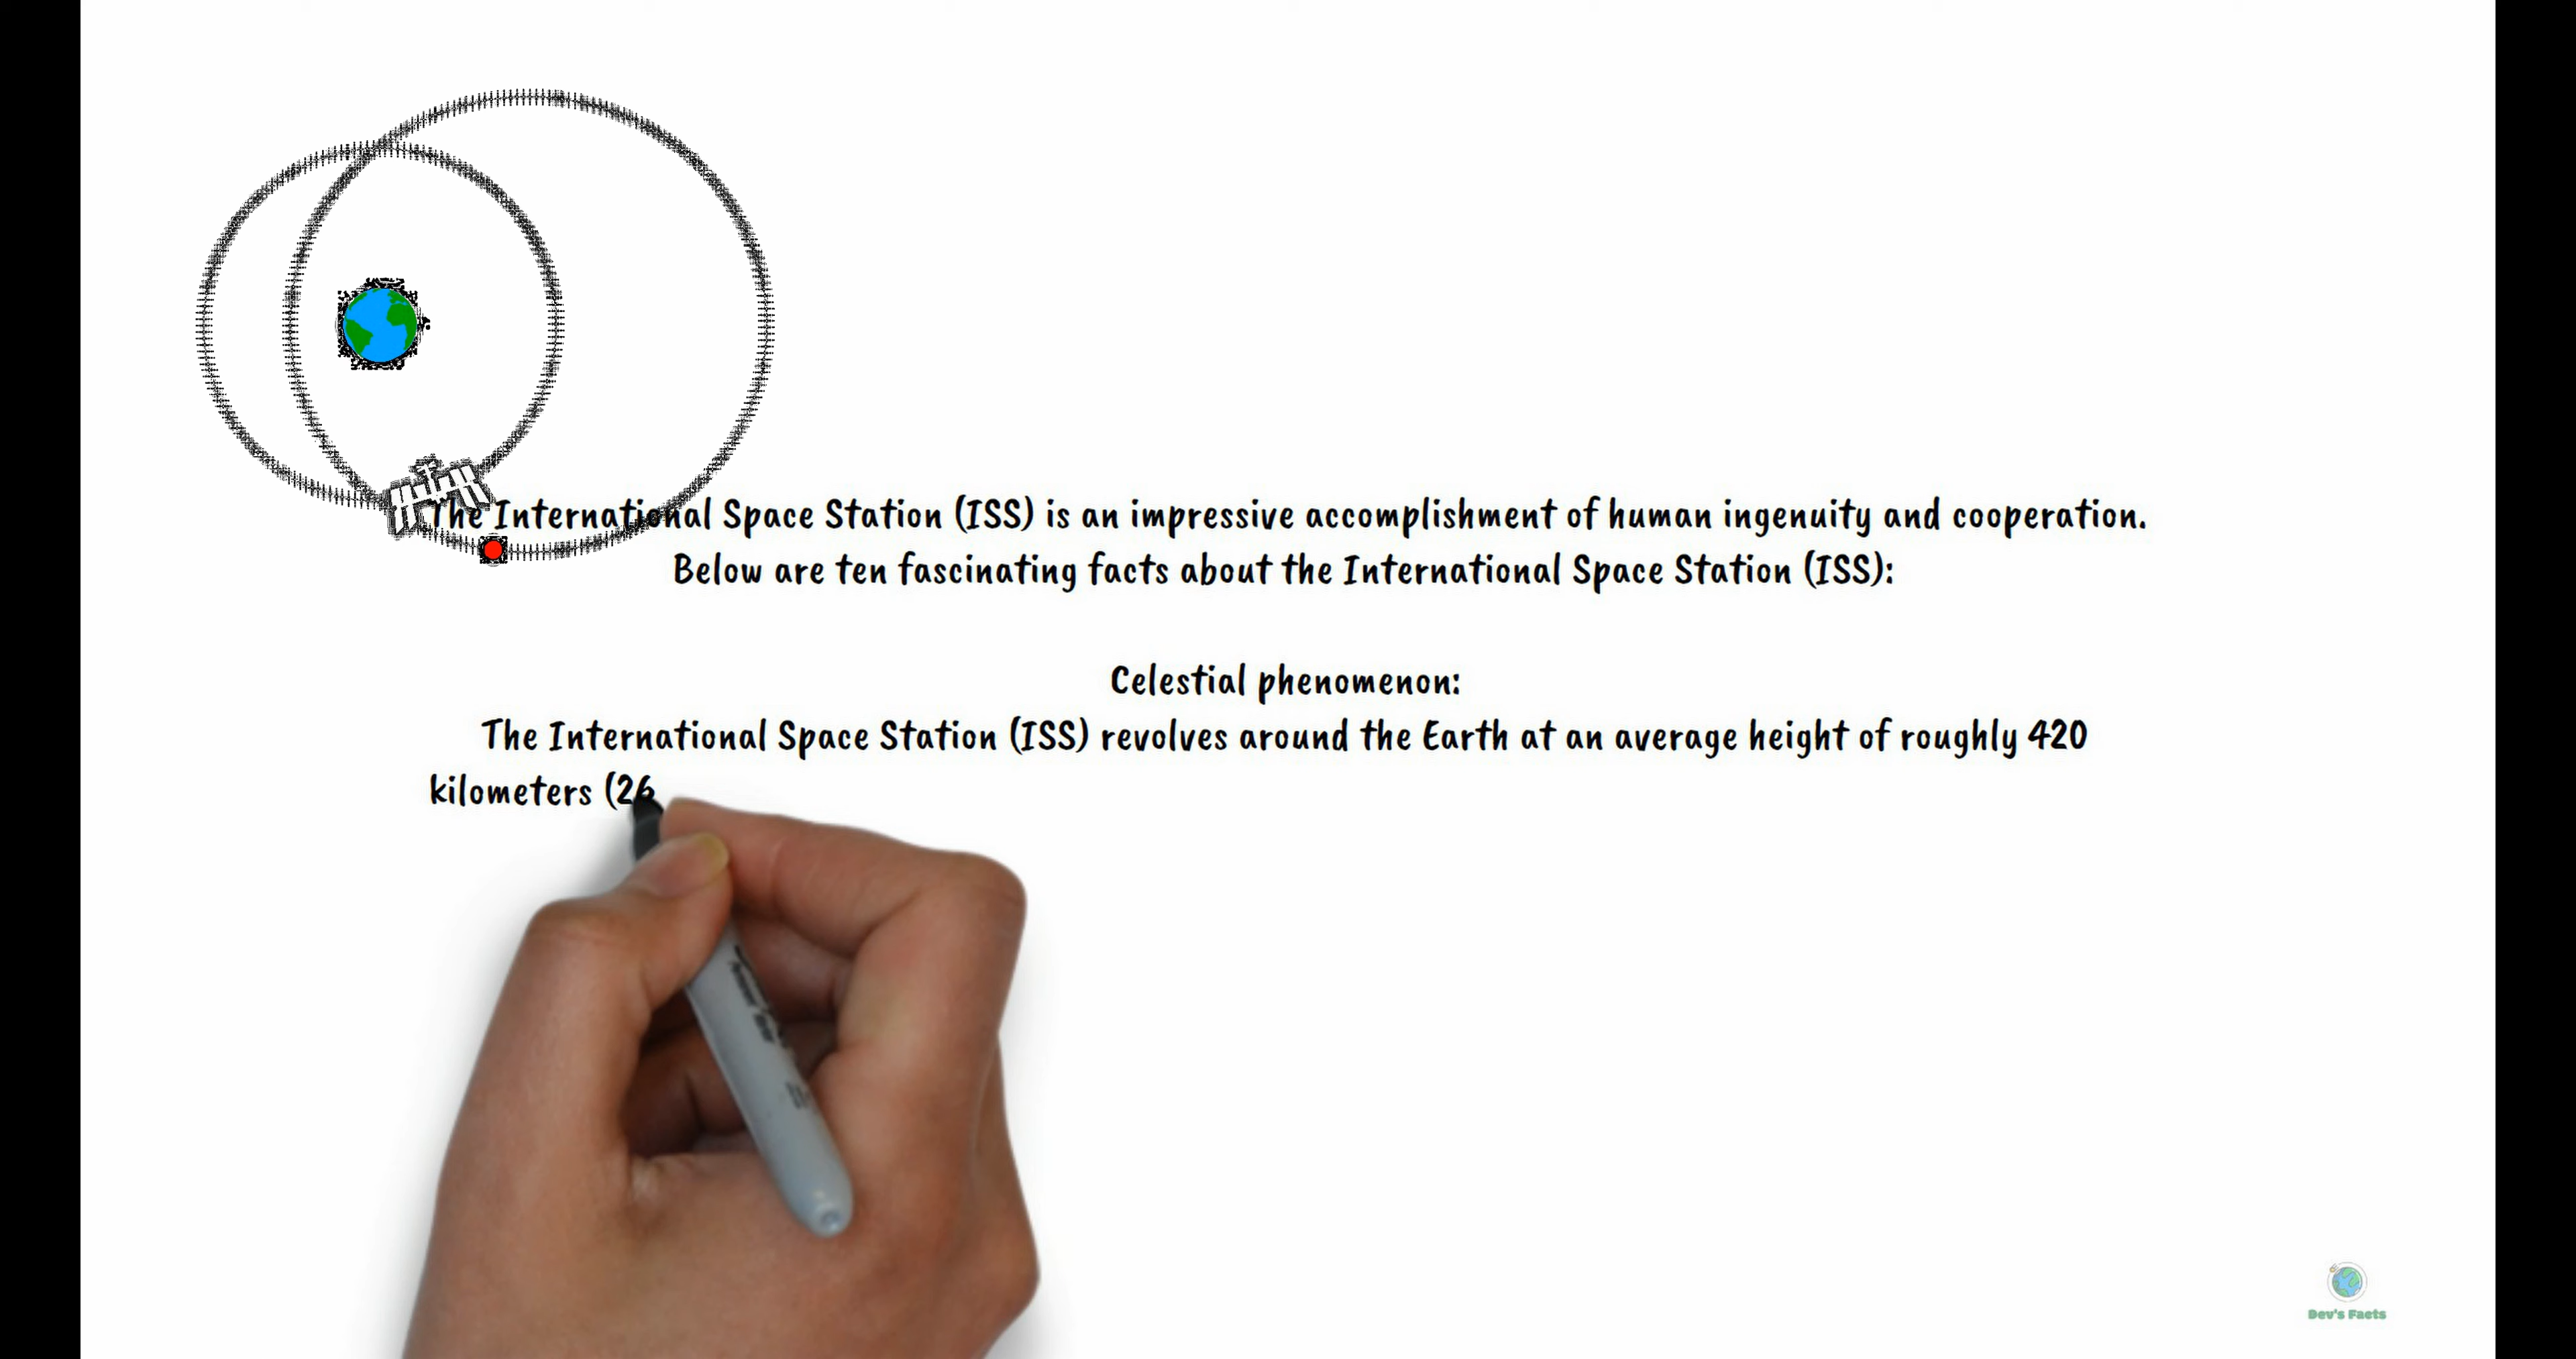 The International Space Station (ISS) is an impressive accomplishment of human ingenuity and cooperation.
Below are ten fascinating facts about the International Space Station (ISS):
Celestial phenomenon:
The International Space Station (ISS) revolves around the Earth at an average height of roughly 420
kilometers (26
Dev's Facts